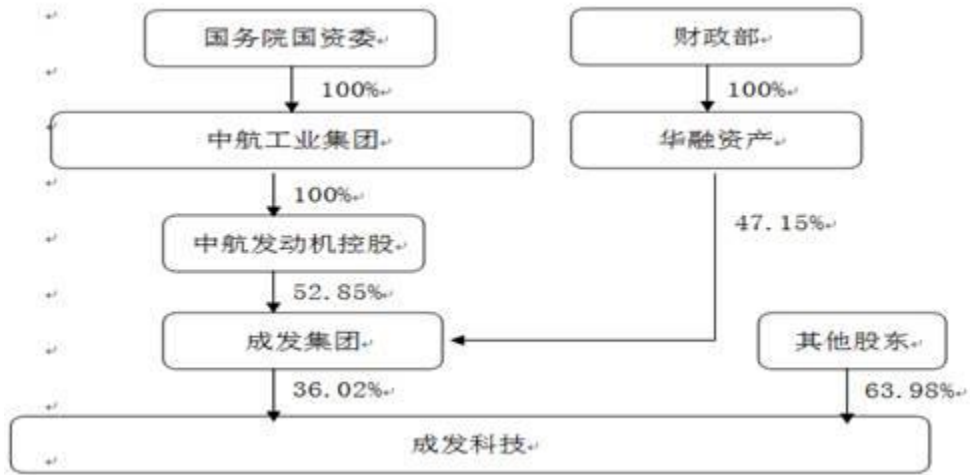 国务院国资委
财政部
100%
100%
中航工业集团
华融资产
100%
47.15%
中航发动机控股
52.85%
成发集团
其他股东
36.02%
63.98%
成发科技